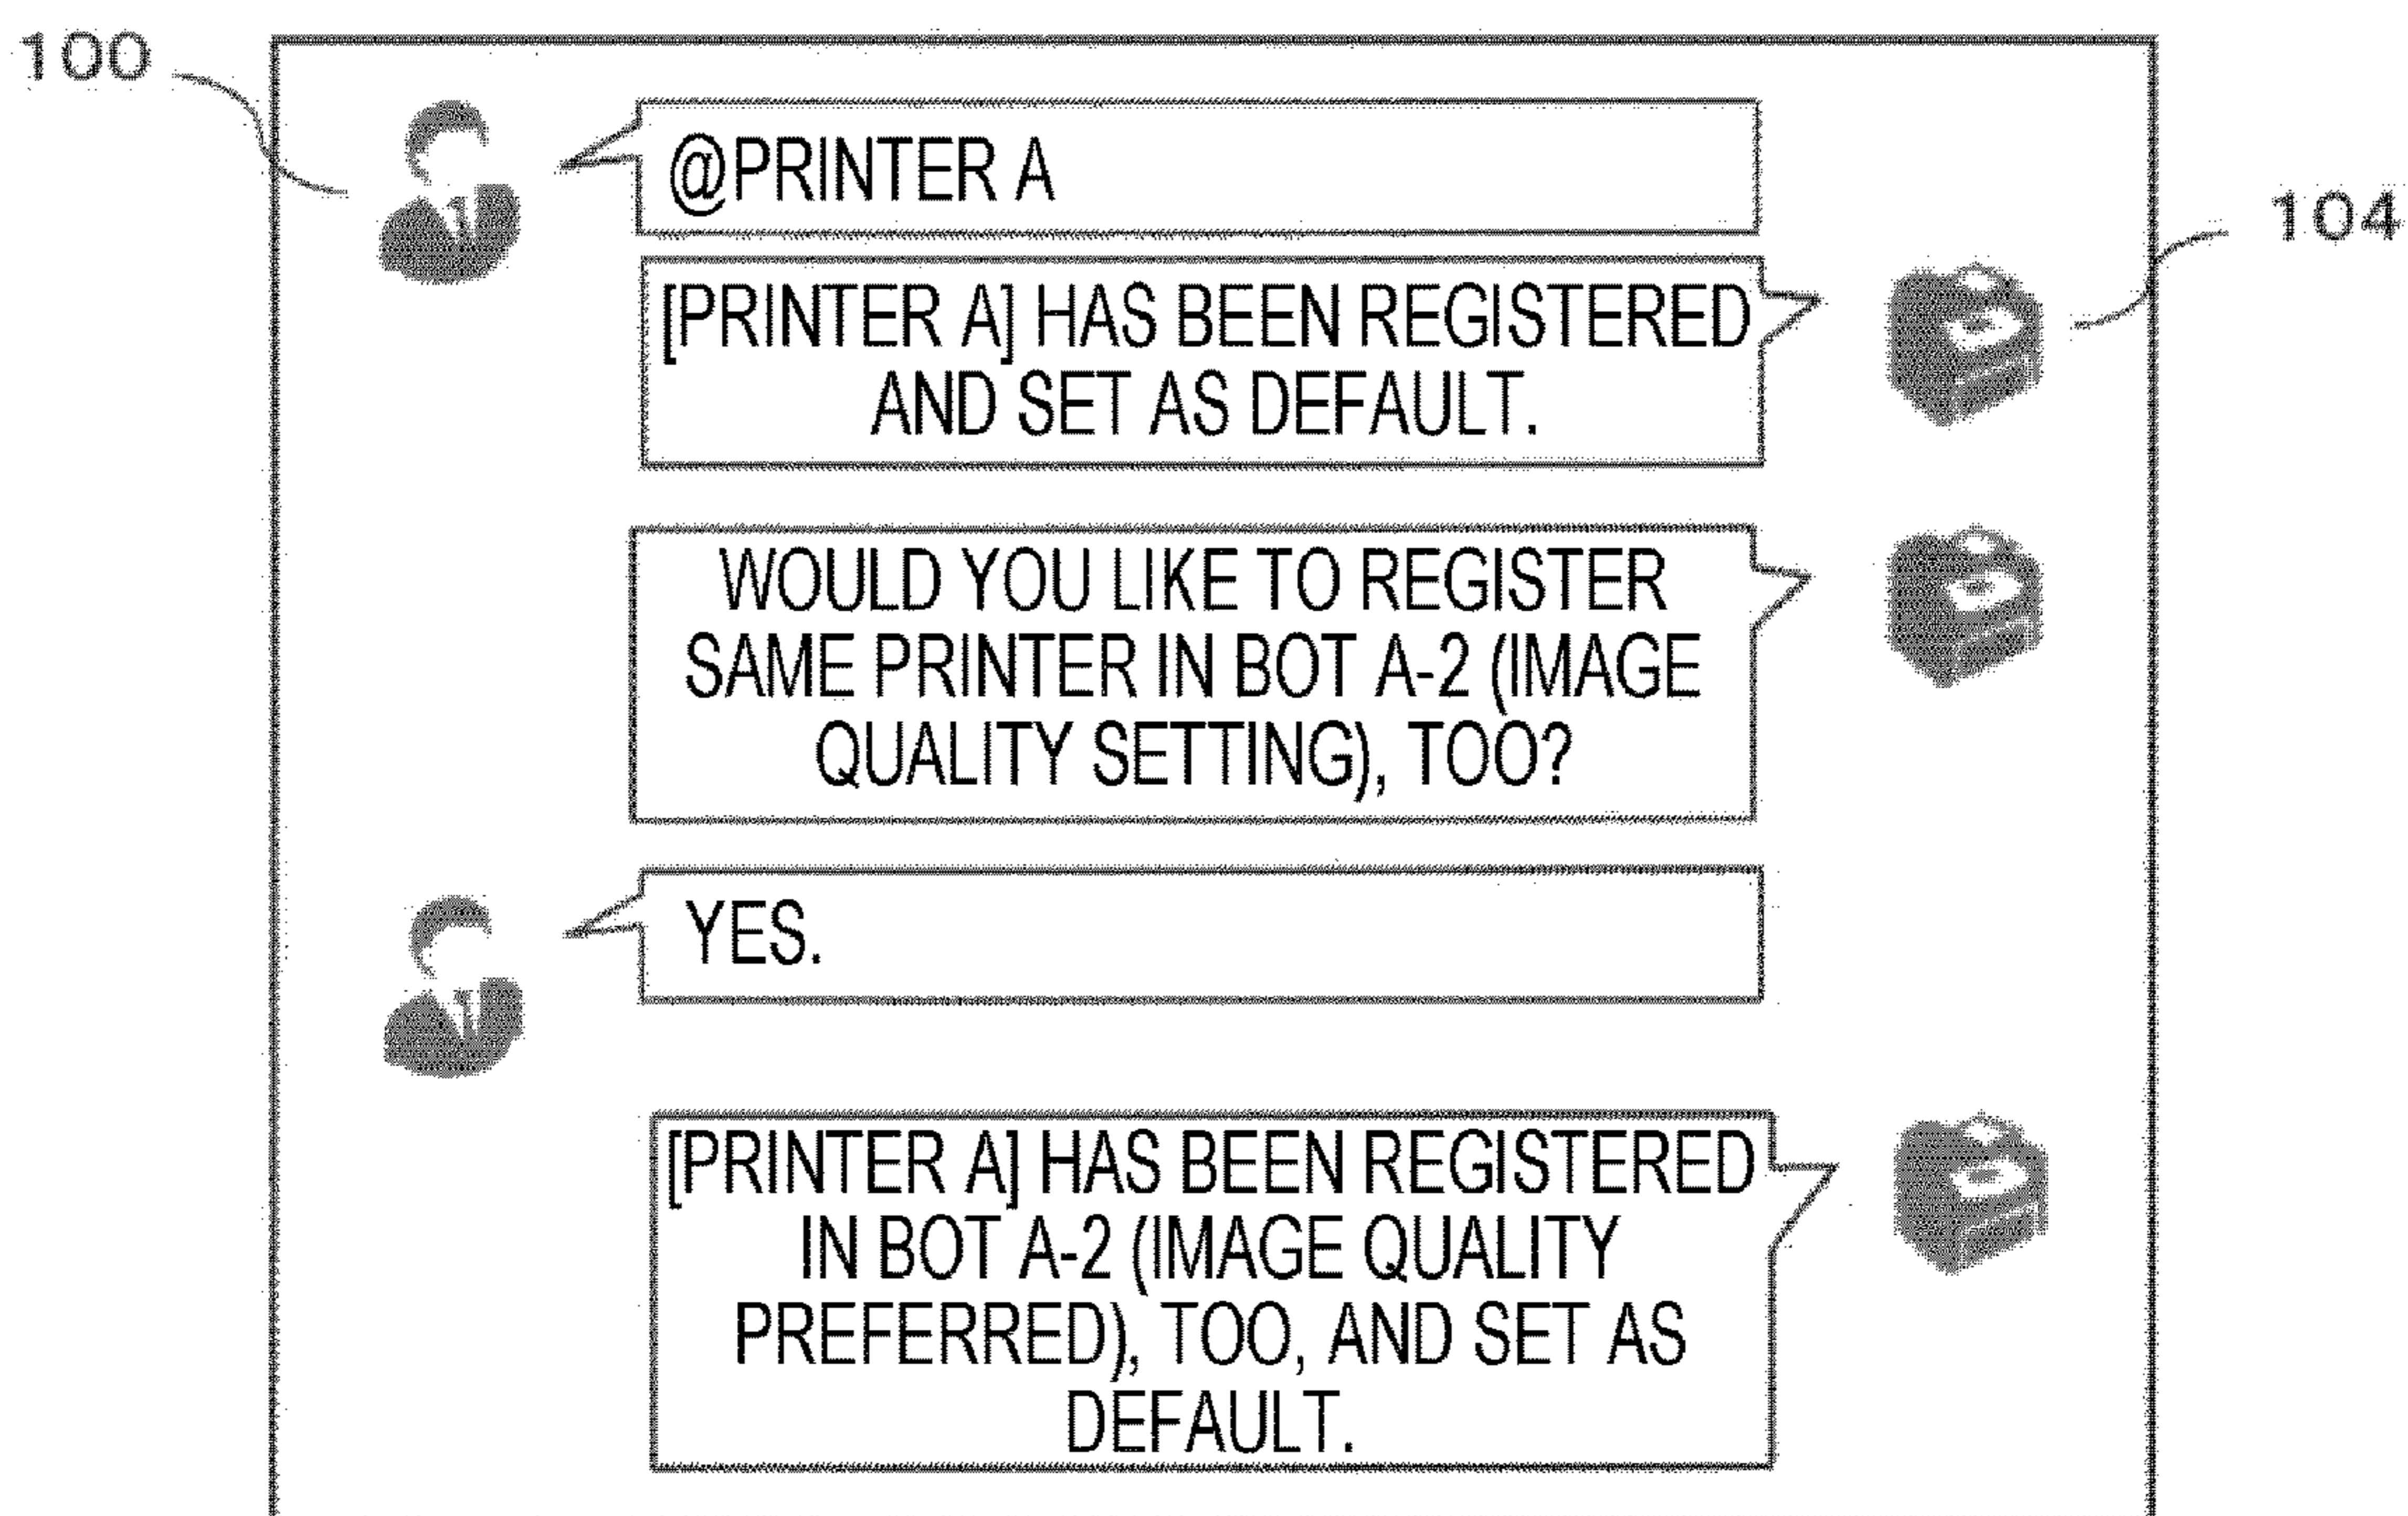 100
@PRINTER A
104
[PRINTER A] HAS BEEN REGISTERED
AND SET AS DEFAULT.
WOULD YOU LIKE TO REGISTER
SAME PRINTER IN BOT A-2 (IMAGE
QUALITY SETTING), TOO?
YES.
[PRINTER A] HAS BEEN REGISTERED
IN BOT A-2 (IMAGE QUALITY
PREFERRED), TOO, AND SET AS
DEFAULT.